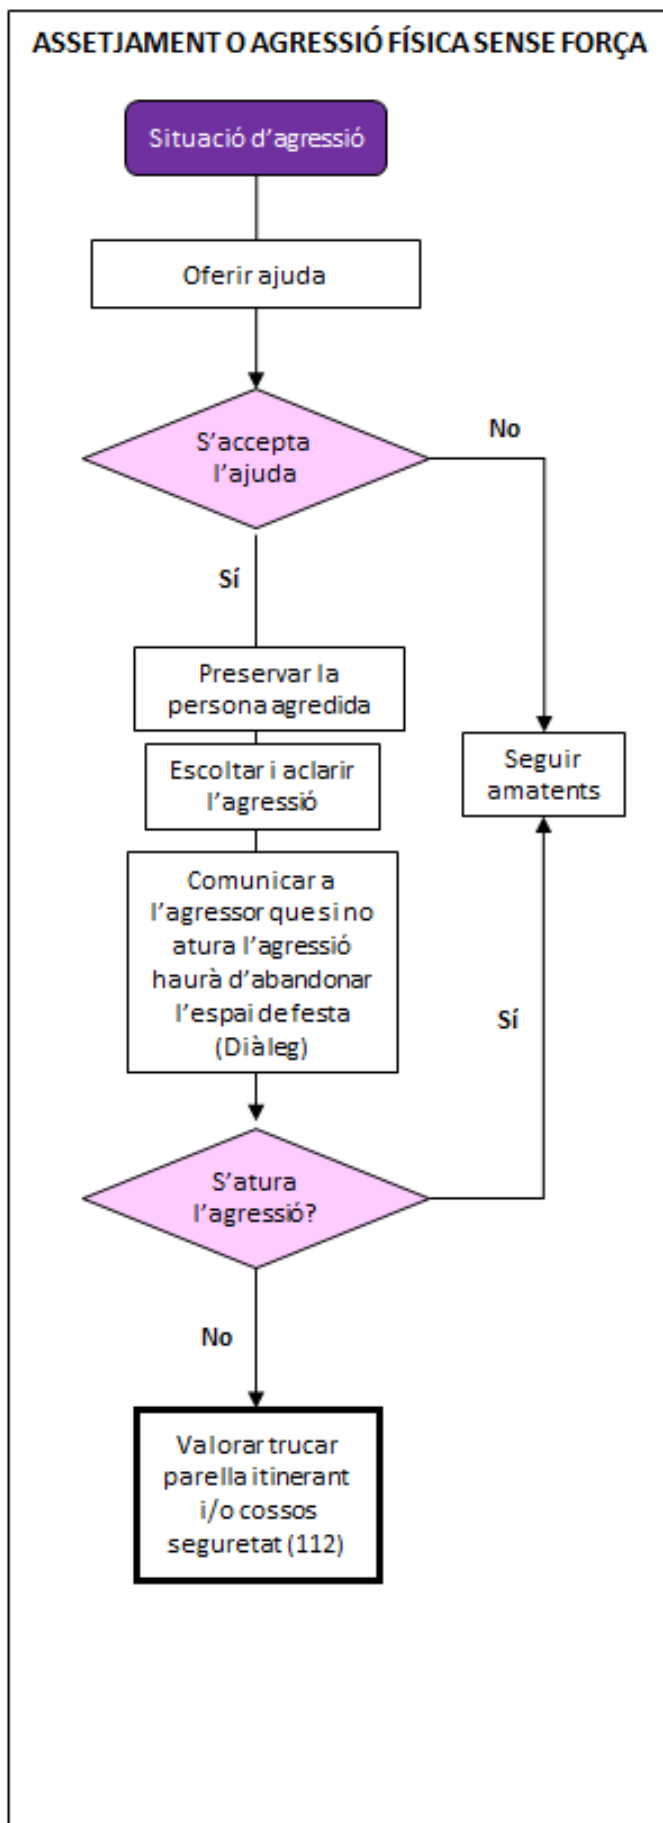 ASSETJAMENT O AGRESSIÓ FÍSICA SENSE FORÇA
Situació d'agressió
Oferir ajuda
S'accepta
l'ajuda
No
Sí
Preservar la
persona agredida
Escoltar i aclarir
l'agressió
Seguir
amatents
Comunicar a
l'agressor que si no
atura l'agressió
haurà d'abandonar
l'espai de festa
(Diàleg)
Sí
S'atura
l'agressió?
No
Valorar trucar
parella itinerant
i/o cossos
seguretat (112)